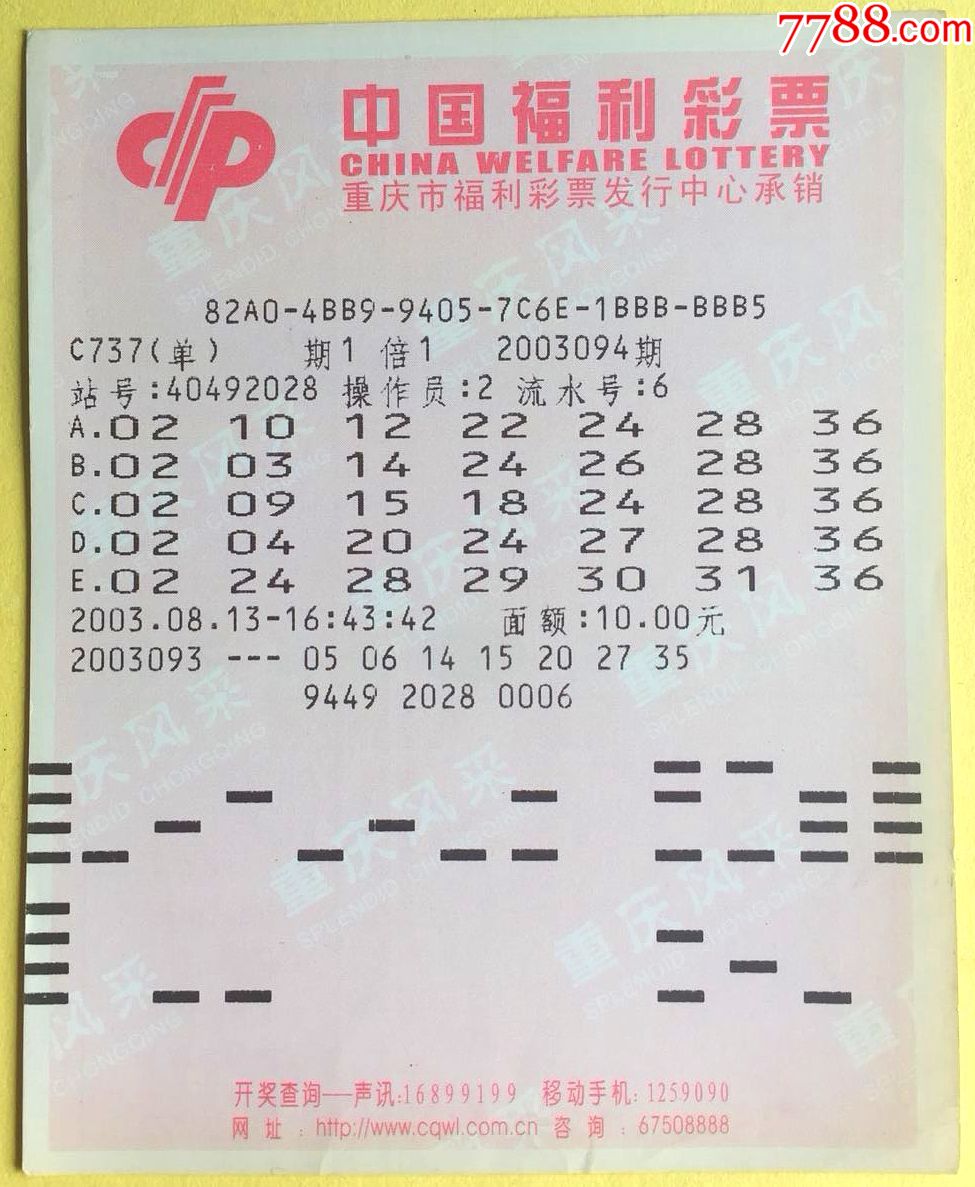 7788.com
中国福利彩票
CHINA WELFARE LOTTERY
重庆市福利彩票发行中心承销
82A0-4BB9-9405-7C6E-1BBB-BBB5
C737(单) 期1 倍1 2003094期
站号:40492028 操作员:2 流水号:6
A.02 10 12 22 24 28 36
B.02 03 14 24 26 28 36
C.02 09 15 18 24 28 36
D.02 04 20 24 27 28 36
E.02 24 28 29 30 31 36
2003.08.13-16:43:42 面额:10.00元
2003093 --- 05 06 14 15 20 27 35
9449 2028 0006
重庆风采
SPLENDID CHONGQING
开奖查询—声讯:16899199 移动手机:1259090
网 址:http://www.cqwl.com.cn 咨 询:67508888